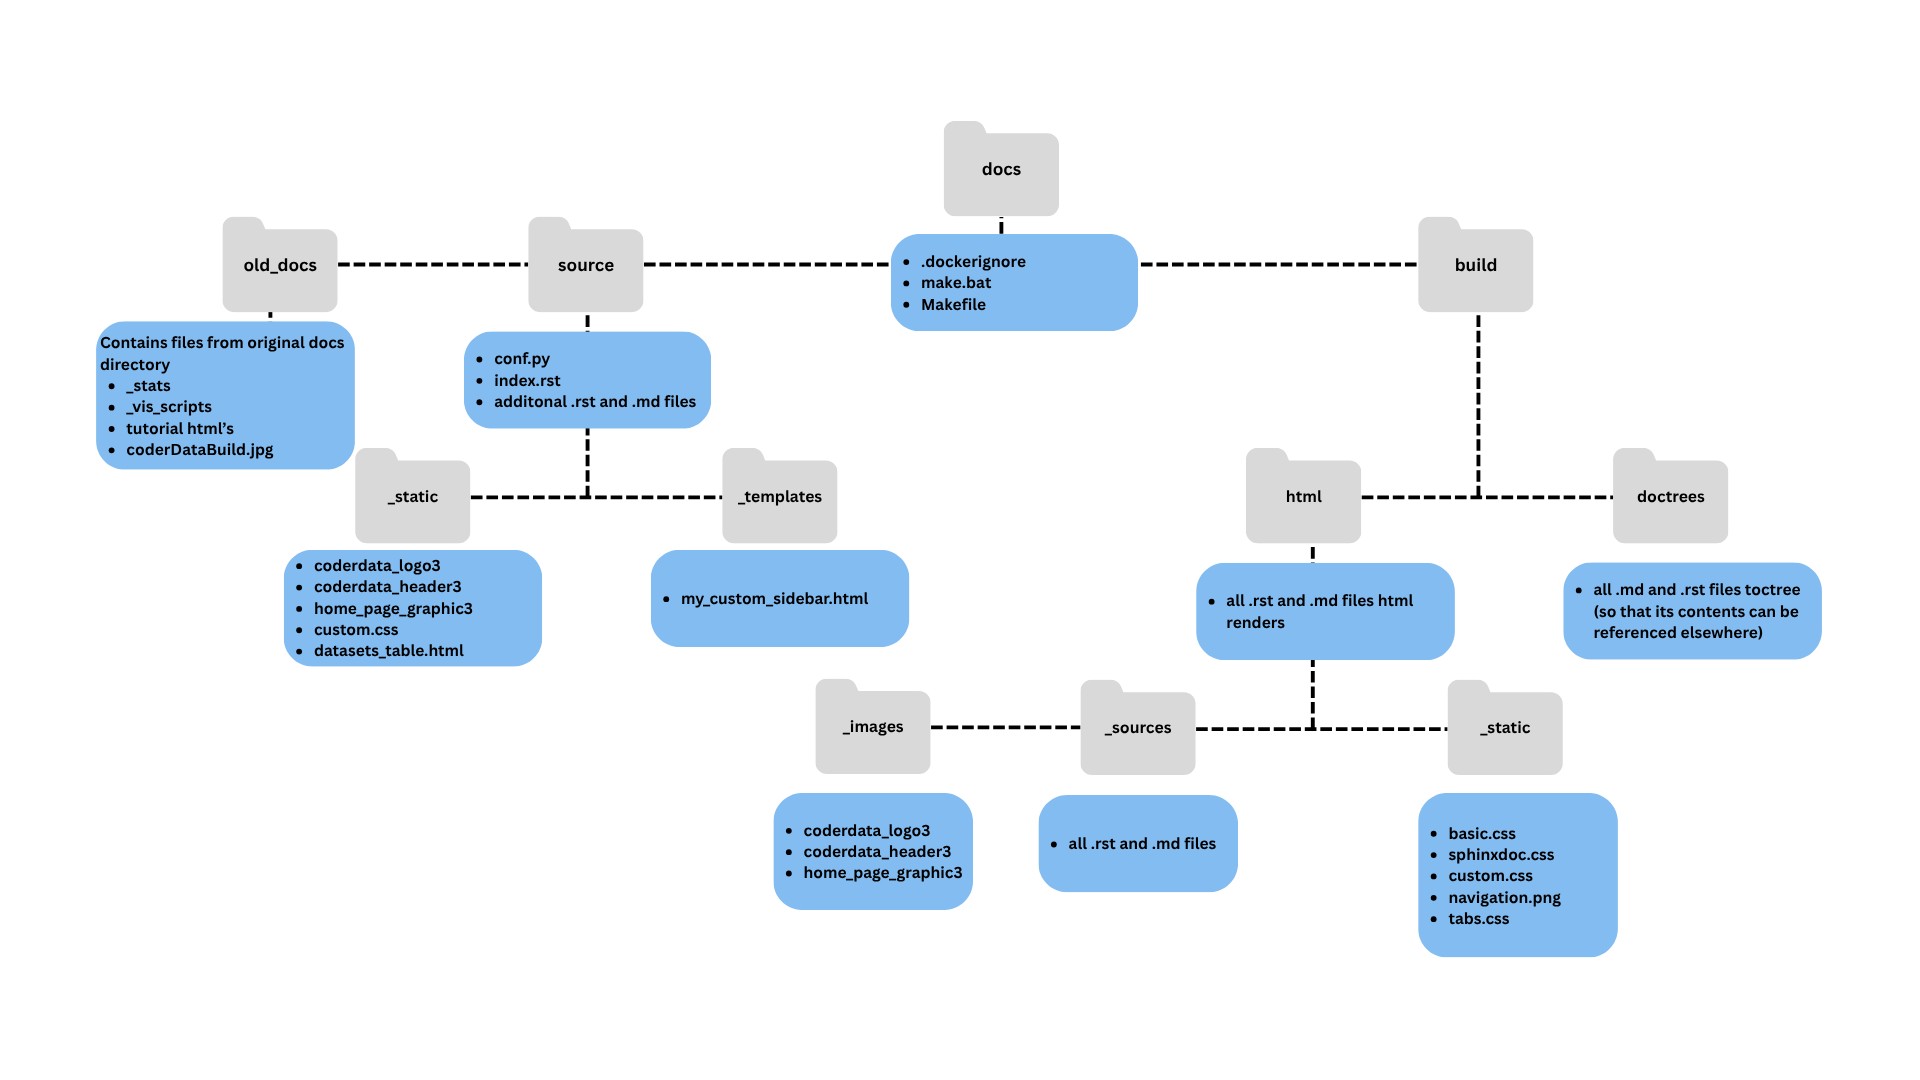 docs
old_docs
source
build
• .dockerignore
• make.bat
• Makefile
Contains files from original docs
directory
• _stats
• _vis_scripts
• tutorial html’s
• coderDataBuild.jpg
• conf.py
• index.rst
• additonal .rst and .md files
_static
_templates
html
doctrees
• coderdata_logo3
• coderdata_header3
• home_page_graphic3
• custom.css
• datasets_table.html
• my_custom_sidebar.html
• all .rst and .md files html
renders
• all .md and .rst files toctree
(so that its contents can be
referenced elsewhere)
_images
_sources
_static
• coderdata_logo3
• coderdata_header3
• home_page_graphic3
• all .rst and .md files
• basic.css
• sphinxdoc.css
• custom.css
• navigation.png
• tabs.css